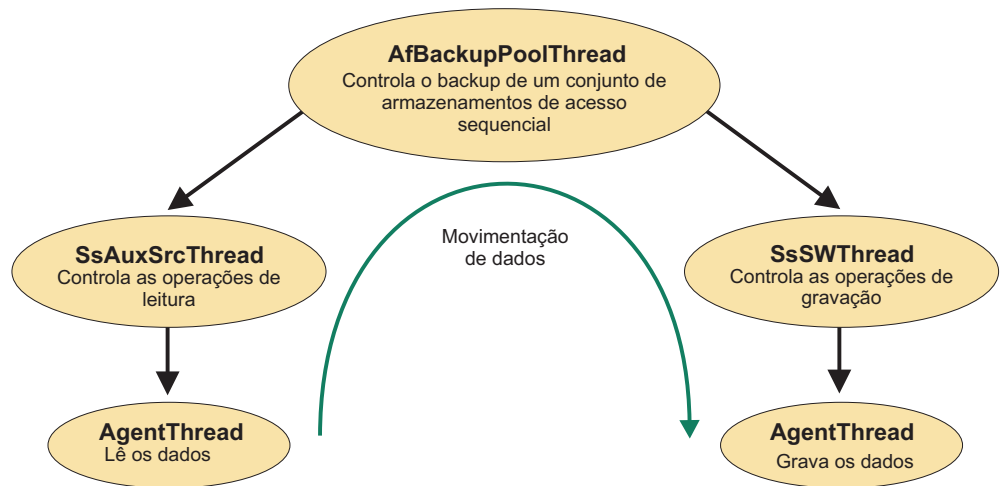 AfBackupPoolThread
Controla o backup de um conjunto de
armazenamentos de acesso
sequencial
Movimentação
de dados
SsAuxSrcThread
Controla as operações de
leitura
SsSWThread
Controla as operações de
gravação
AgentThread
Lê os dados
AgentThread
Grava os dados